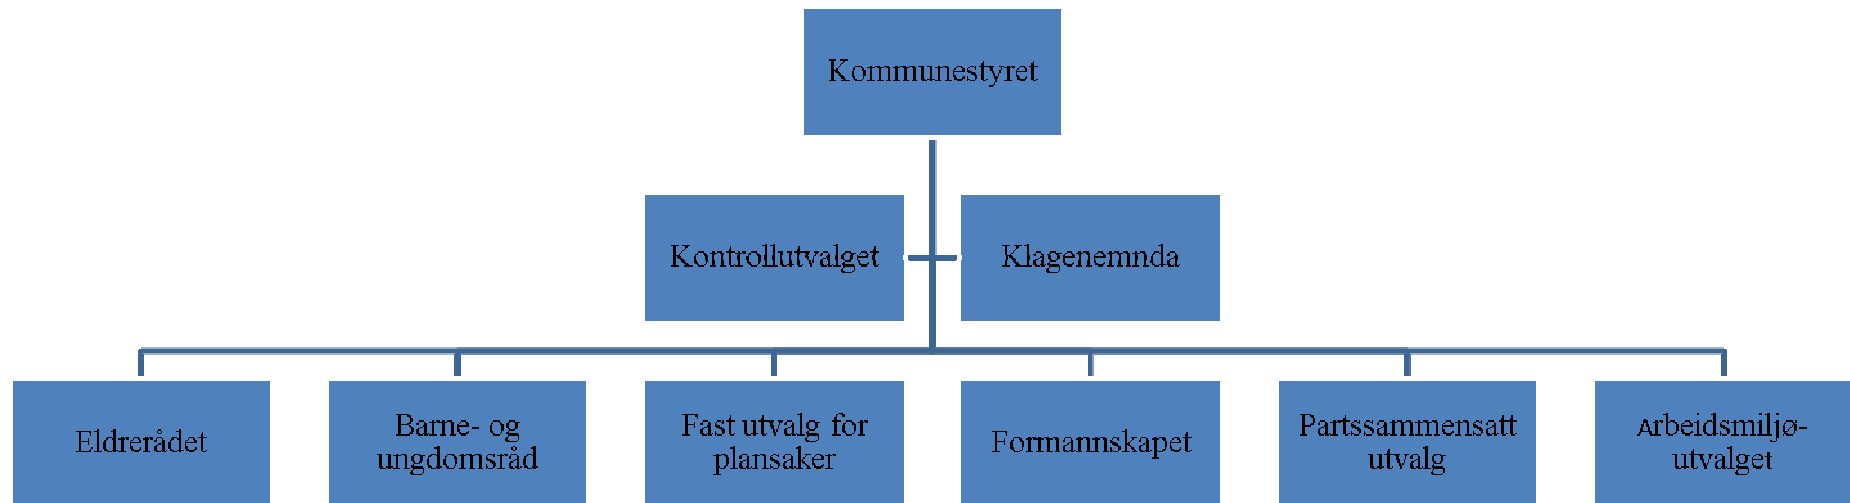 Kommunestyret
Kontrollutvalget
Klagenemnda
Eldrerådet
Barne- og
ungdomsråd
Fast utvalg for
plansaker
Formannskapet
Partssammensatt
utvalg
Arbeidsmiljø-
utvalget